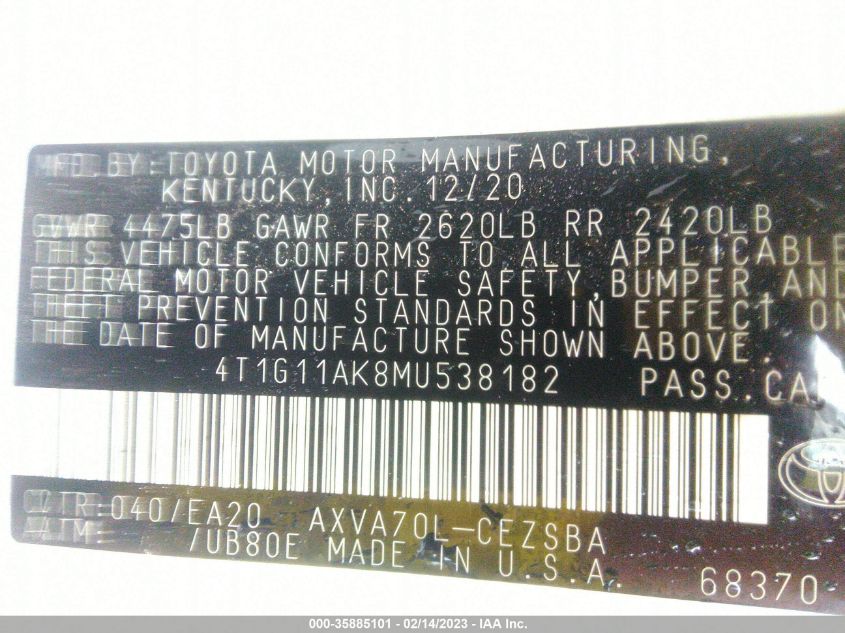 MFD.BY:TOYOTA MOTOR MANUFACTURING,
KENTUCKY,INC. 12/20
GVWR 4475LB GAWR FR 2620LB RR 2420LB
THIS VEHICLE CONFORMS TO ALL APPLICABLE
FEDERAL MOTOR VEHICLE SAFETY,BUMPER,AND
THEFT PREVENTION STANDARDS IN EFFECT ON
THE DATE OF MANUFACTURE SHOWN ABOVE.
4T1G11AK8MU538182 PASS.CA
C/TR:040/EA20 AXVA70L-CEZSBA
A/TM /UB80E MADE IN U.S.A. 68370
000-35885101 - 02/14/2023 - IAA Inc.